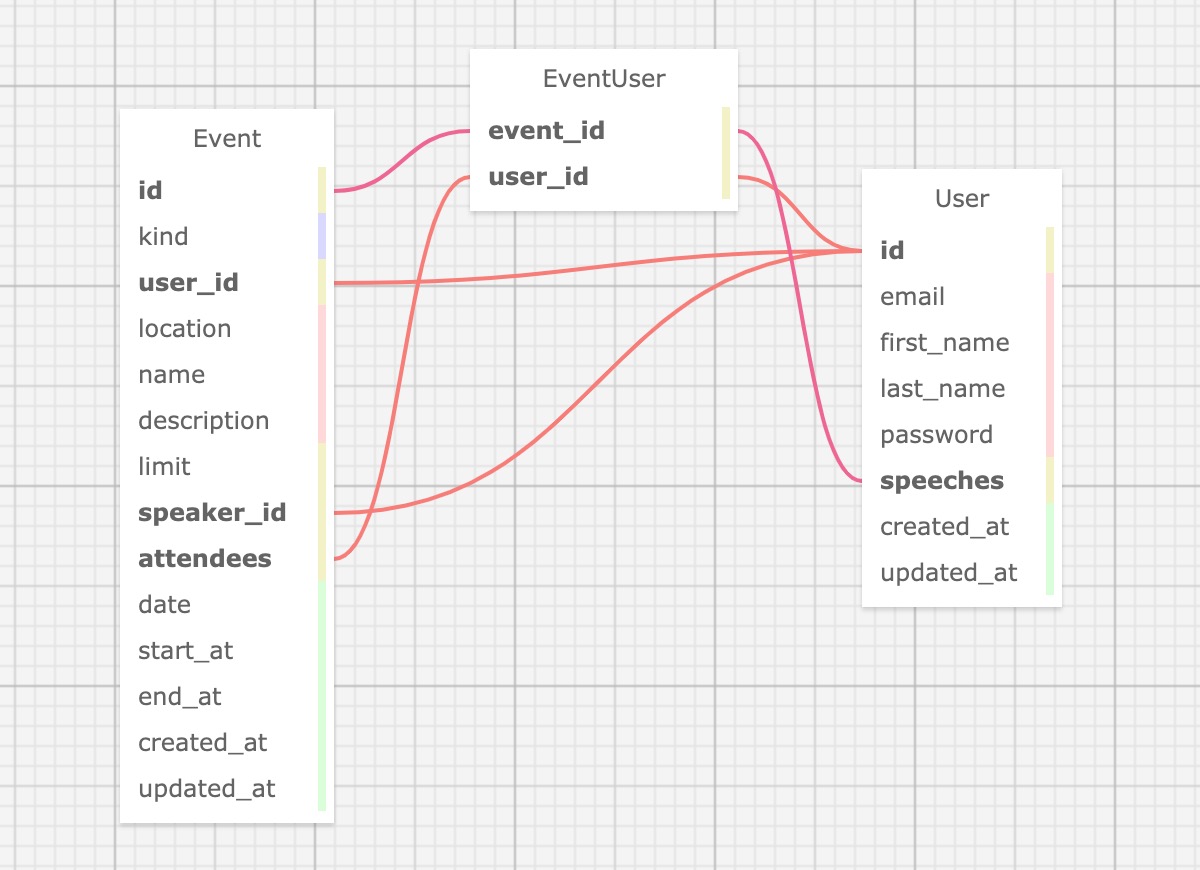 EventUser
event_id
user_id
Event
id
kind
user_id
location
name
description
limit
speaker_id
attendees
date
start_at
end_at
created_at
updated_at
User
id
email
first_name
last_name
password
speeches
created_at
updated_at